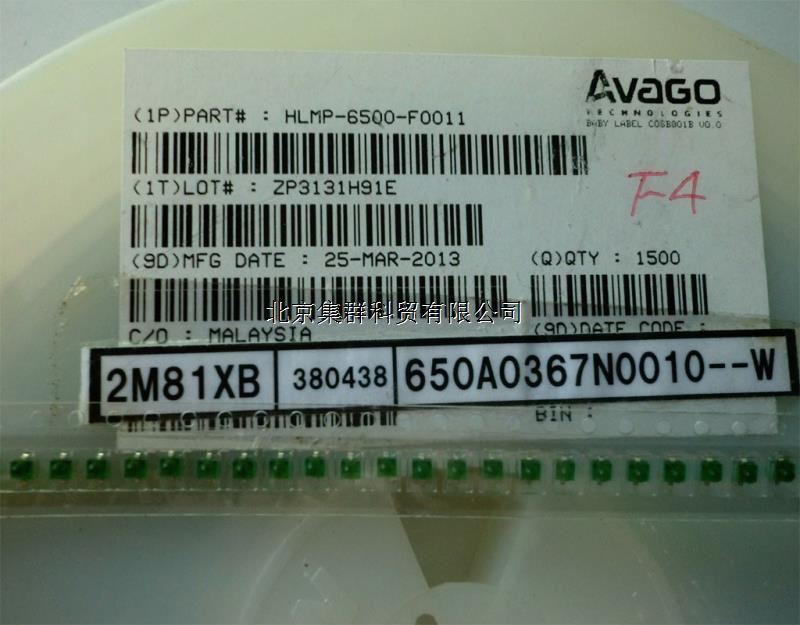 AVAGO
TECHNOLOGIES
BABY LABEL COSB001B V0.0
(1P)PART# : HLMP-6500-F0011
(1T)LOT# : ZP3131H91E
F4
(9D)MFG DATE : 25-MAR-2013 (Q)QTY : 1500
北京集群科贸有限公司
C/O : MALAYSIA (9D)DATE CODE :
2M81XB 380438 650A0367N0010--W
BIN :